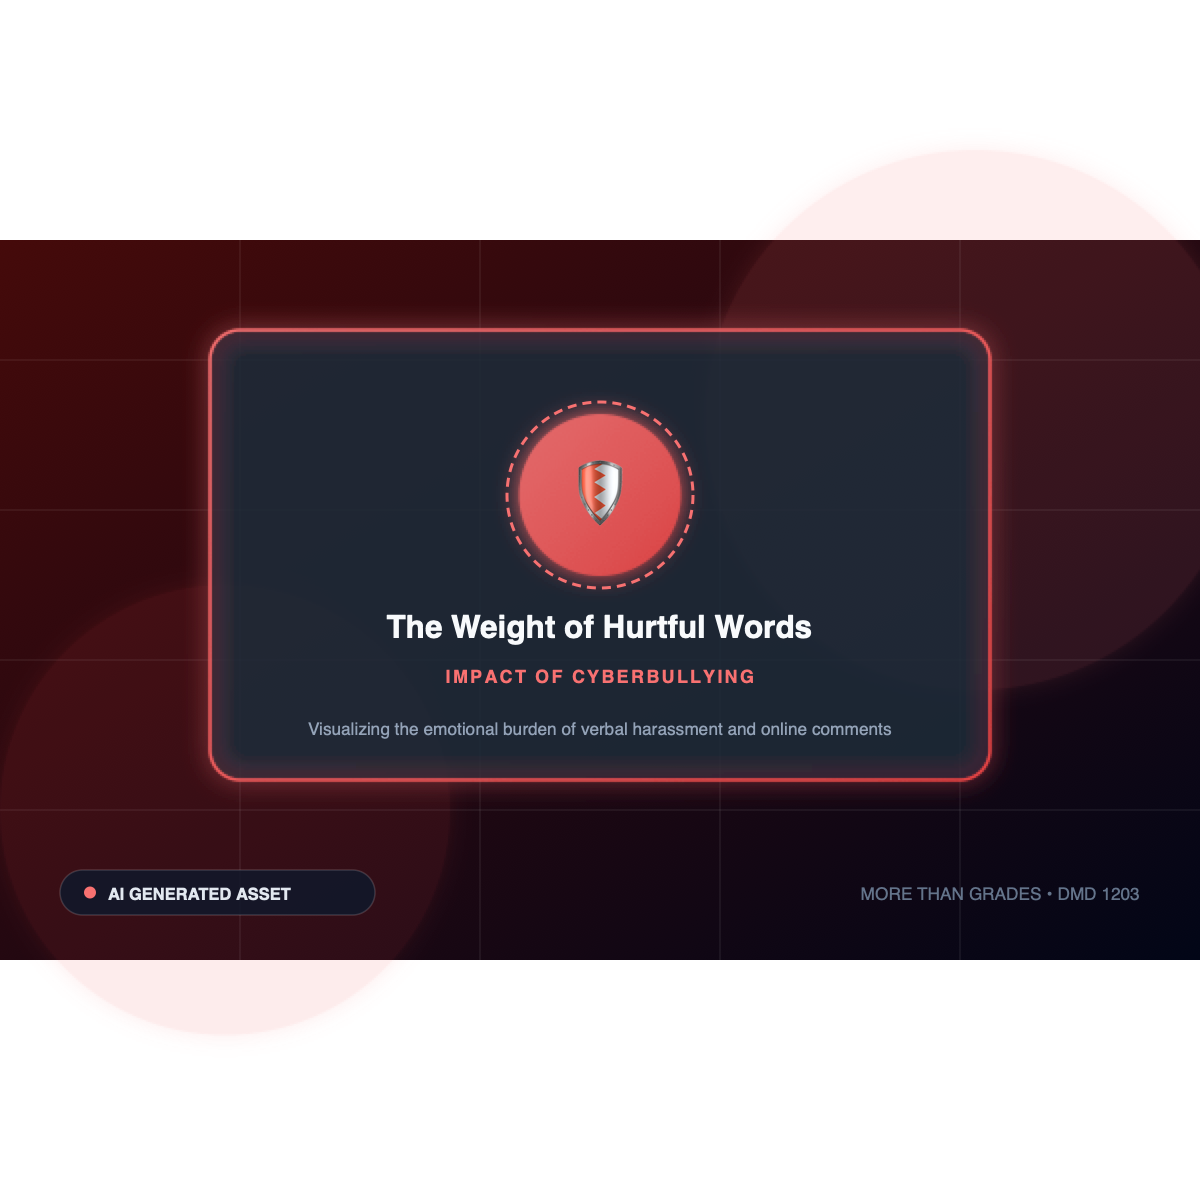 The Weight of Hurtful Words
IMPACT OF CYBERBULLYING
Visualizing the emotional burden of verbal harassment and online comments
AI GENERATED ASSET
MORE THAN GRADES • DMD 1203